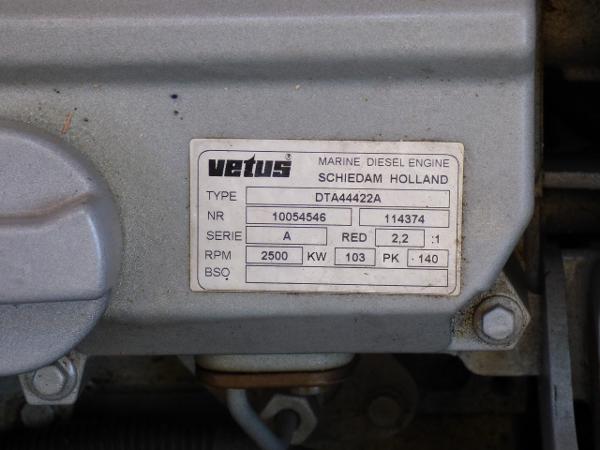 vetus® MARINE DIESEL ENGINE
SCHIEDAM HOLLAND
TYPE DTA44422A
NR 10054546 114374
SERIE A RED 2,2 :1
RPM 2500 KW 103 PK 140
BSO